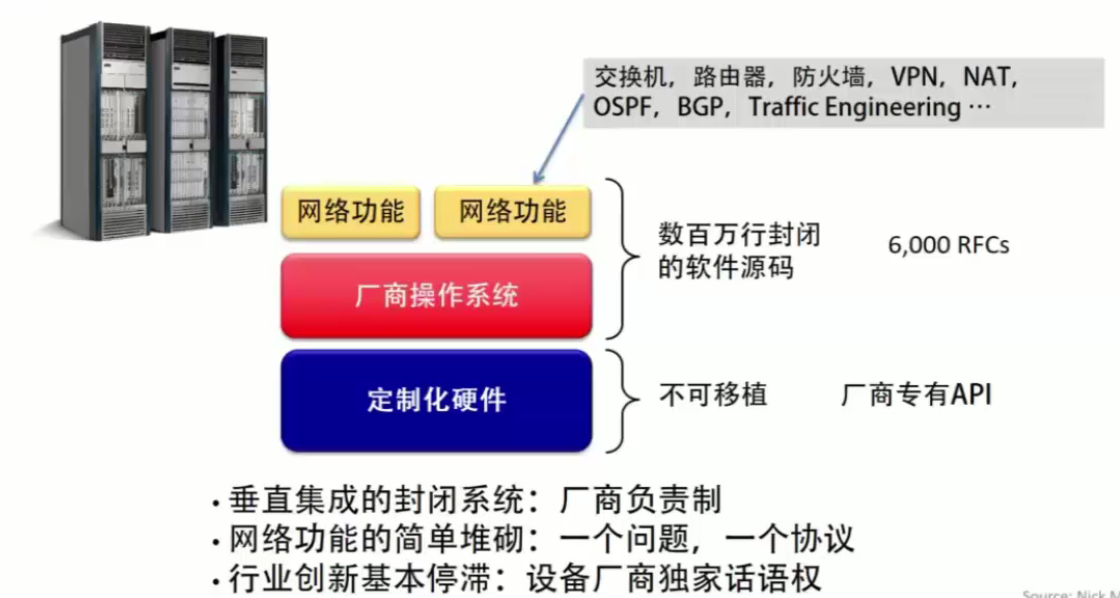 交换机，路由器，防火墙，VPN，NAT，
OSPF，BGP，Traffic Engineering …
网络功能
网络功能
数百万行封闭
的软件源码
6,000 RFCs
厂商操作系统
定制化硬件
不可移植
厂商专有API
• 垂直集成的封闭系统：厂商负责制
• 网络功能的简单堆砌：一个问题，一个协议
• 行业创新基本停滞：设备厂商独家话语权
Source: Nick